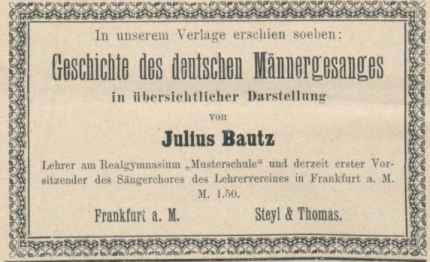 In unserem Verlage erschien soeben:
Geschichte des deutschen Männergesanges
in übersichtlicher Darstellung
von
Julius Bautz
Lehrer am Realgymnasium „Musterschule“ und derzeit erster Vor-
sitzender des Sängerchores des Lehrervereines in Frankfurt a. M.
M. 1.50.
Frankfurt a. M. Steyl & Thomas.